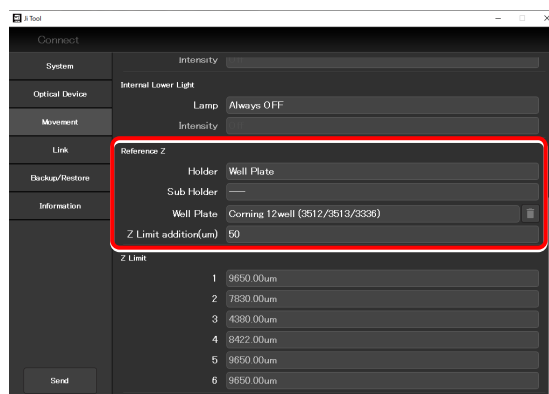 Ji Tool
Connect
System
Optical Device
Movement
Link
Backup/Restore
Information
Send
Intensity
Internal Lower Light
Lamp Always OFF
Intensity
Reference Z
Holder Well Plate
Sub Holder ----
Well Plate Corning 12well (3512/3513/3336)
Z Limit addition(um) 50
Z Limit
1 9650.00um
2 7830.00um
3 4380.00um
4 8422.00um
5 9650.00um
6 9650.00um